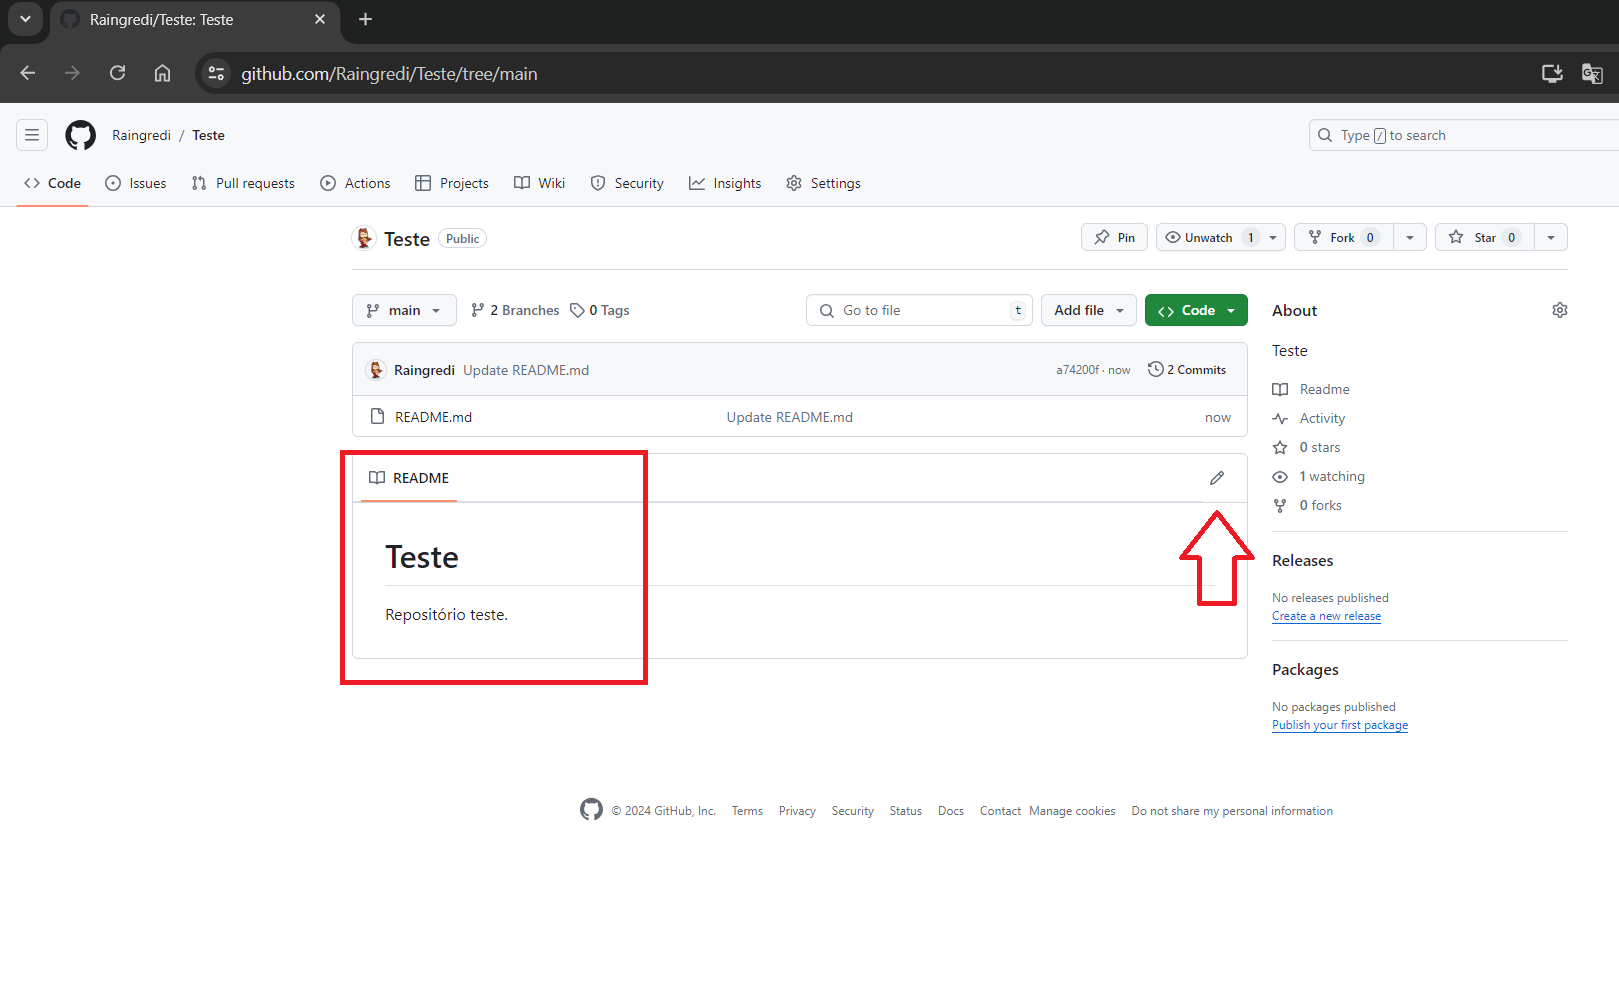 Raingredi/Teste: Teste
github.com/Raingredi/Teste/tree/main
Raingredi / Teste
Type / to search
Code Issues Pull requests Actions Projects Wiki Security Insights Settings
Teste Public
Pin Unwatch 1 Fork 0 Star 0
main 2 Branches 0 Tags Go to file t Add file Code
Raingredi Update README.md a74200f · now 2 Commits
README.md Update README.md now
README
Teste
Repositório teste.
About
Teste
Readme
Activity
0 stars
1 watching
0 forks
Releases
No releases published
Create a new release
Packages
No packages published
Publish your first package
© 2024 GitHub, Inc. Terms Privacy Security Status Docs Contact Manage cookies Do not share my personal information